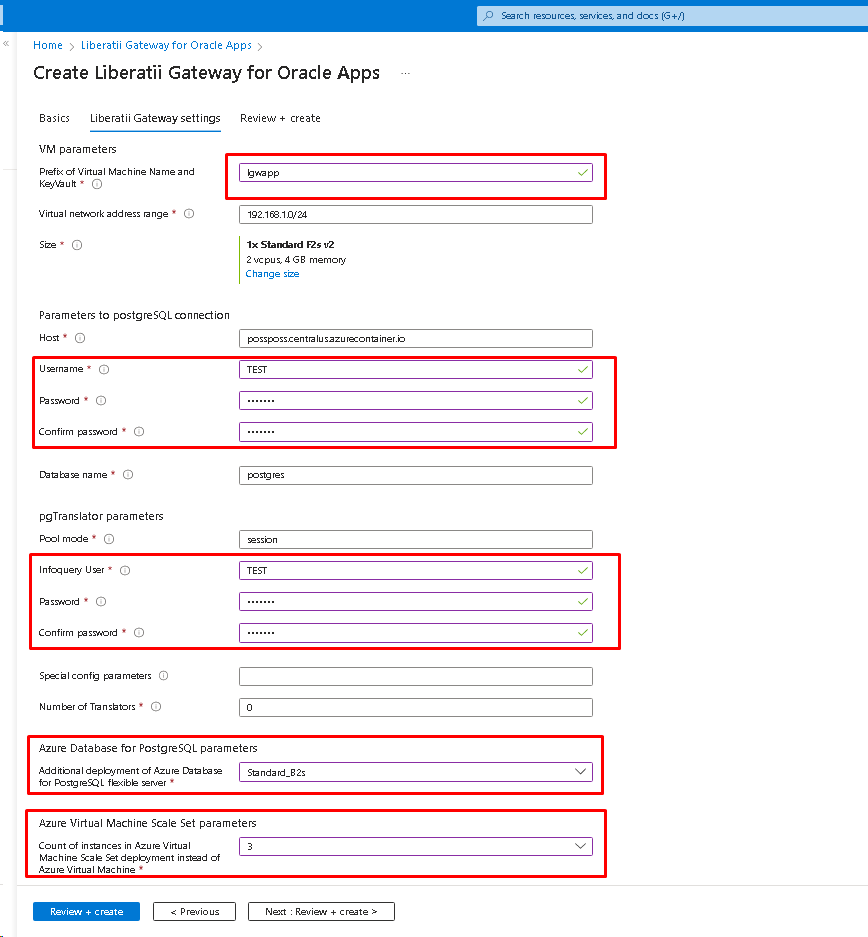 Search resources, services, and docs (G+/)
Home > Liberatii Gateway for Oracle Apps >
Create Liberatii Gateway for Oracle Apps ...
Basics Liberatii Gateway settings Review + create
VM parameters
Prefix of Virtual Machine Name and
KeyVault *
lgwapp
Virtual network address range *
192.168.1.0/24
Size *
1x Standard F2s v2
2 vcpus, 4 GB memory
Change size
Parameters to postgreSQL connection
Host *
possposs.centralus.azurecontainer.io
Username *
TEST
Password *
•••••••
Confirm password *
•••••••
Database name *
postgres
pgTranslator parameters
Pool mode *
session
Infoquery User *
TEST
Password *
•••••••
Confirm password *
•••••••
Special config parameters
Number of Translators *
0
Azure Database for PostgreSQL parameters
Additional deployment of Azure Database
for PostgreSQL flexible server *
Standard_B2s
Azure Virtual Machine Scale Set parameters
Count of instances in Azure Virtual
Machine Scale Set deployment instead of
Azure Virtual Machine *
3
Review + create
< Previous
Next : Review + create >